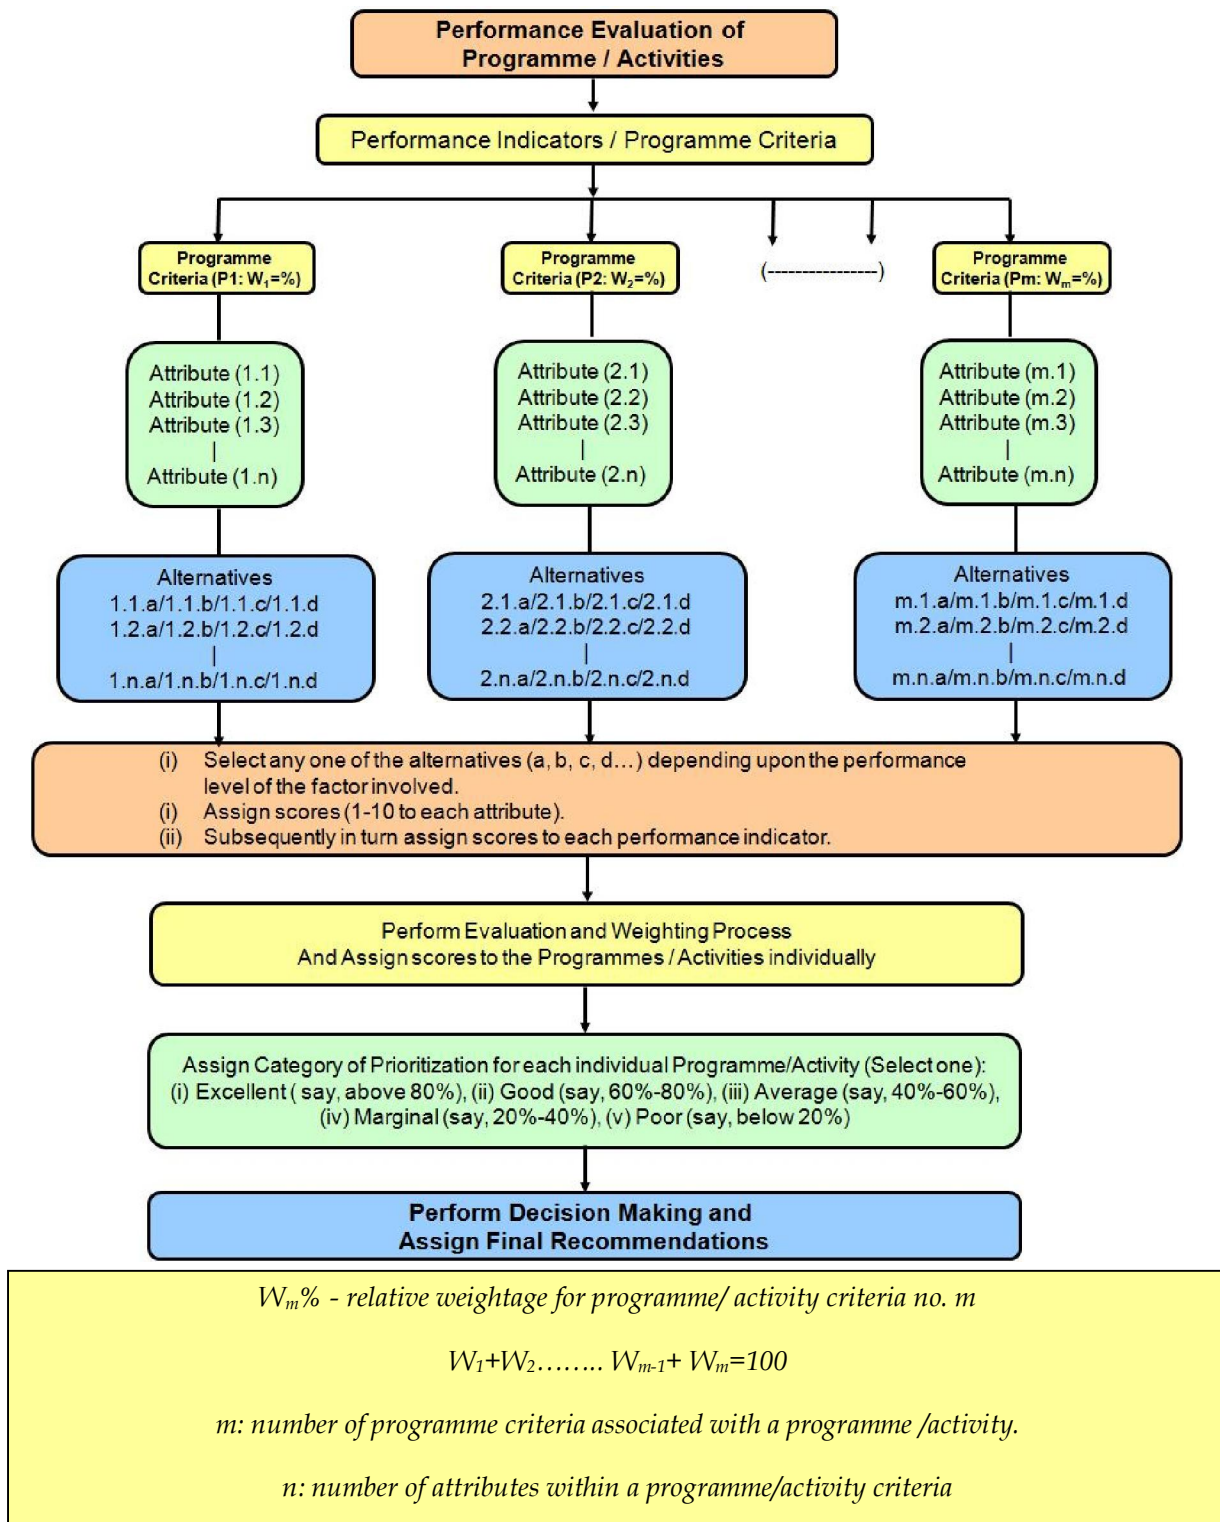 Performance Evaluation of
Programme / Activities
Performance Indicators / Programme Criteria
Programme
Criteria (P1: W₁=%)
Programme
Criteria (P2: W₂=%)
(----------------)
Programme
Criteria (Pm: Wₘ=%)
Attribute (1.1)
Attribute (1.2)
Attribute (1.3)
|
Attribute (1.n)
Attribute (2.1)
Attribute (2.2)
Attribute (2.3)
|
Attribute (2.n)
Attribute (m.1)
Attribute (m.2)
Attribute (m.3)
|
Attribute (m.n)
Alternatives
1.1.a/1.1.b/1.1.c/1.1.d
1.2.a/1.2.b/1.2.c/1.2.d
|
1.n.a/1.n.b/1.n.c/1.n.d
Alternatives
2.1.a/2.1.b/2.1.c/2.1.d
2.2.a/2.2.b/2.2.c/2.2.d
|
2.n.a/2.n.b/2.n.c/2.n.d
Alternatives
m.1.a/m.1.b/m.1.c/m.1.d
m.2.a/m.2.b/m.2.c/m.2.d
|
m.n.a/m.n.b/m.n.c/m.n.d
(i) Select any one of the alternatives (a, b, c, d...) depending upon the performance
level of the factor involved.
(i) Assign scores (1-10 to each attribute).
(ii) Subsequently in turn assign scores to each performance indicator.
Perform Evaluation and Weighting Process
And Assign scores to the Programmes / Activities individually
Assign Category of Prioritization for each individual Programme/Activity (Select one):
(i) Excellent ( say, above 80%), (ii) Good (say, 60%-80%), (iii) Average (say, 40%-60%),
(iv) Marginal (say, 20%-40%), (v) Poor (say, below 20%)
Perform Decision Making and
Assign Final Recommendations
Wₘ% - relative weightage for programme/ activity criteria no. m
W₁+W₂…….. Wₘ₋₁+ Wₘ=100
m: number of programme criteria associated with a programme /activity.
n: number of attributes within a programme/activity criteria